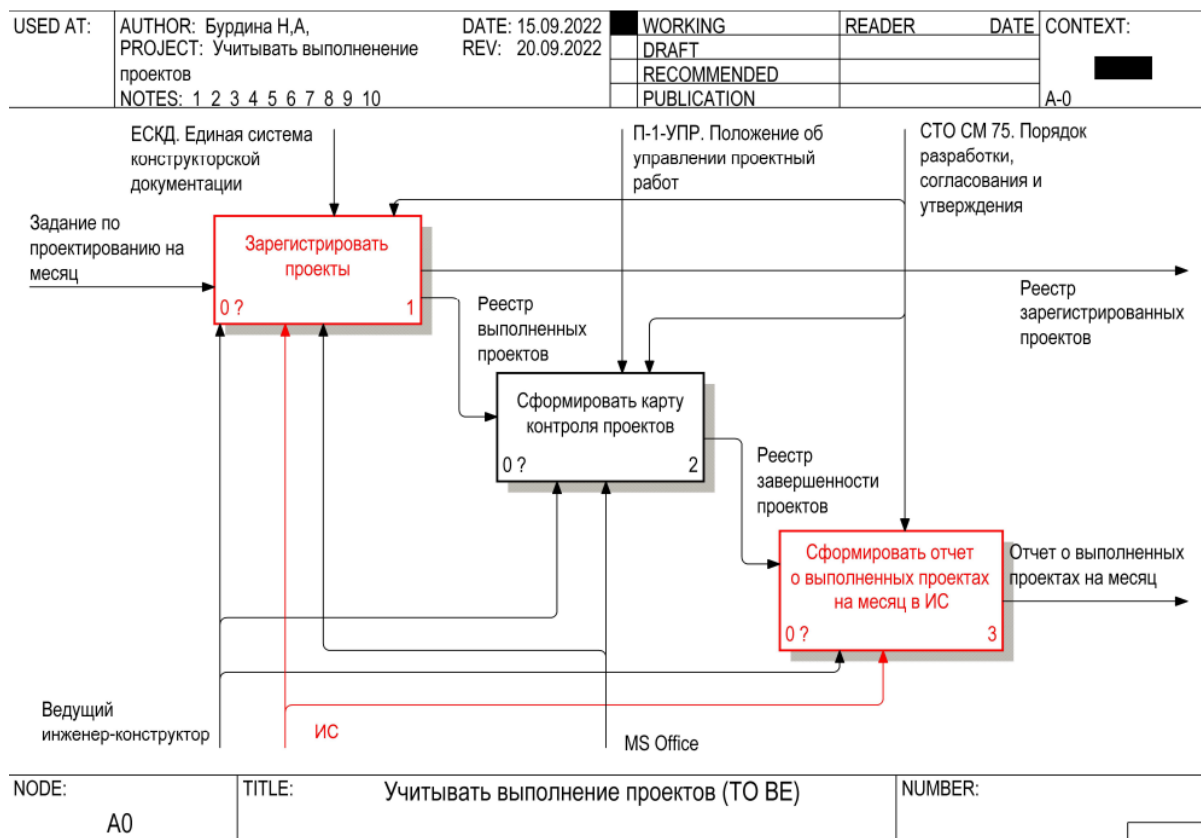 USED AT:
AUTHOR: Бурдина Н,А,
DATE: 15.09.2022
PROJECT: Учитывать выполненение
REV: 20.09.2022
проектов
NOTES: 1 2 3 4 5 6 7 8 9 10
WORKING
DRAFT
RECOMMENDED
PUBLICATION
READER
DATE
CONTEXT:
A-0
ЕСКД. Единая система
конструкторской
документации
П-1-УПР. Положение об
управлении проектный
работ
СТО СМ 75. Порядок
разработки,
согласования и
утверждения
Задание по
проектированию на
месяц
Зарегистрировать
проекты
0 ?
1
Реестр
зарегистрированных
проектов
Реестр
выполненных
проектов
Сформировать карту
контроля проектов
0 ?
2
Реестр
завершенности
проектов
Сформировать отчет
о выполненных проектах
на месяц в ИС
0 ?
3
Отчет о выполненных
проектах на месяц
Ведущий
инженер-конструктор
ИС
MS Office
NODE:
A0
TITLE:
Учитывать выполнение проектов (TO BE)
NUMBER: